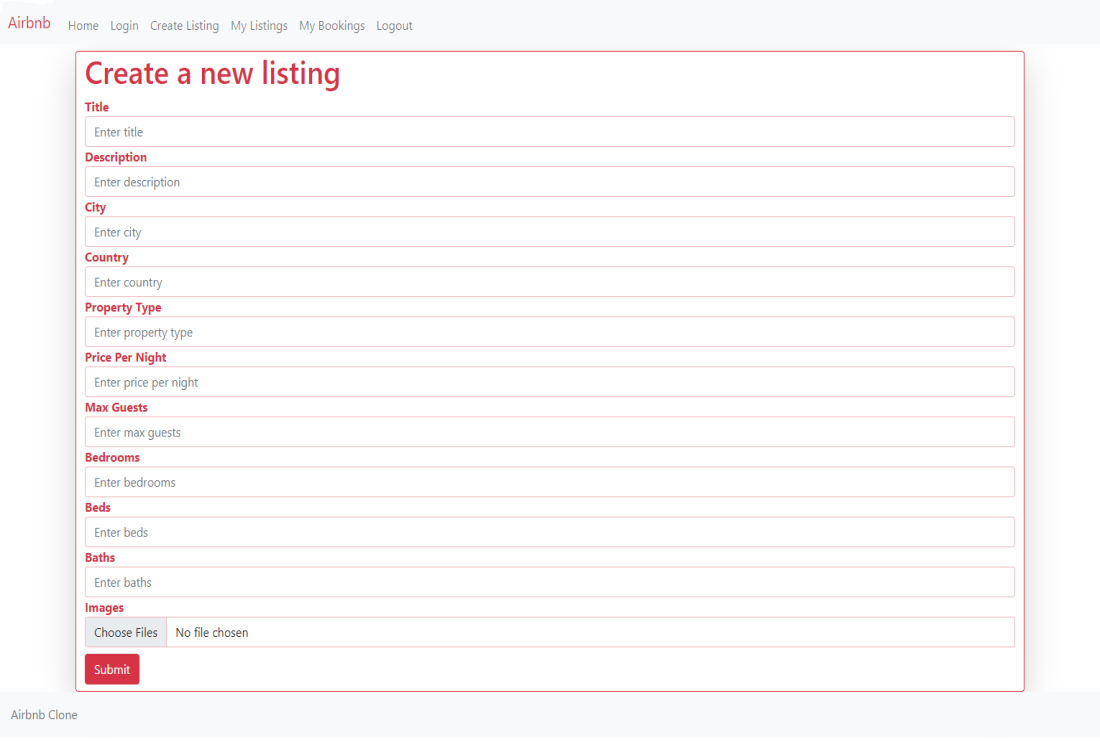 Airbnb Home Login Create Listing My Listings My Bookings Logout
Create a new listing
Title
Enter title
Description
Enter description
City
Enter city
Country
Enter country
Property Type
Enter property type
Price Per Night
Enter price per night
Max Guests
Enter max guests
Bedrooms
Enter bedrooms
Beds
Enter beds
Baths
Enter baths
Images
Choose Files No file chosen
Submit
Airbnb Clone